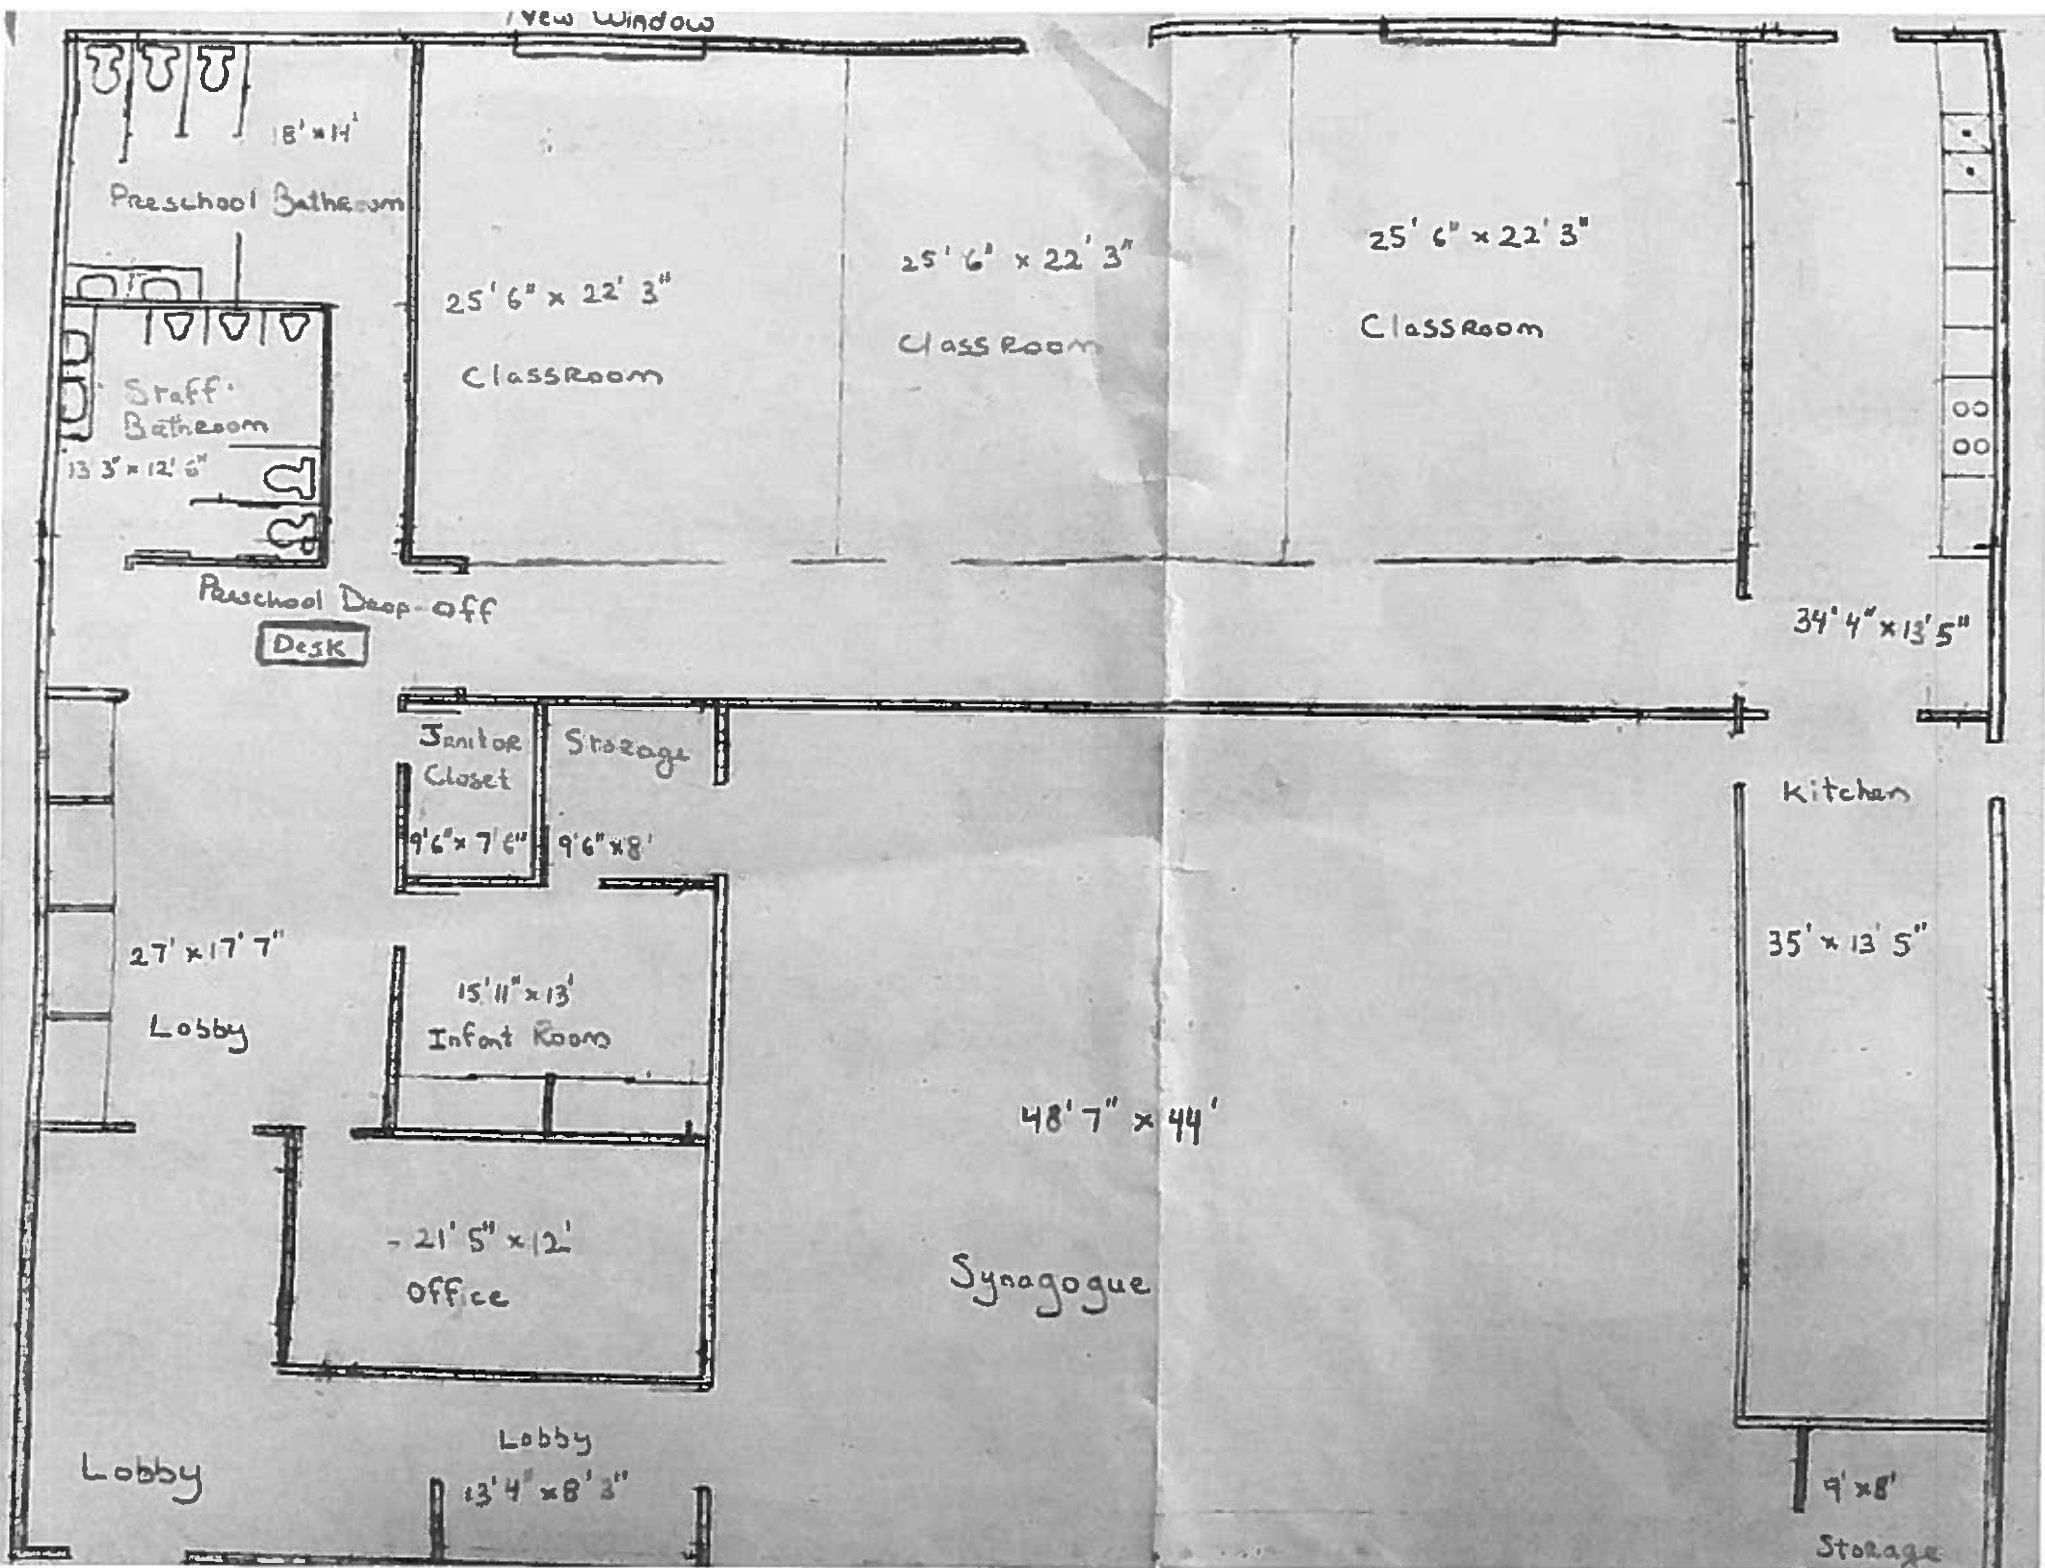 New Window
18' x 14'
Preschool Bathroom
25' 6" x 22' 3"
Classroom
25' 6" x 22' 3"
Classroom
25' 6" x 22' 3"
Classroom
Staff
Bathroom
13 3" x 12' 6"
Preschool Drop-off
Desk
34' 4" x 13' 5"
Janitor
Closet
9'6" x 7'6"
Storage
9'6" x 8'
Kitchen
35' x 13' 5"
27' x 17' 7"
Lobby
15' 11" x 13'
Infant Room
48' 7" x 44'
Synagogue
- 21' 5" x 12'
Office
Lobby
Lobby
13' 4" x 8' 3"
9' x 8'
Storage